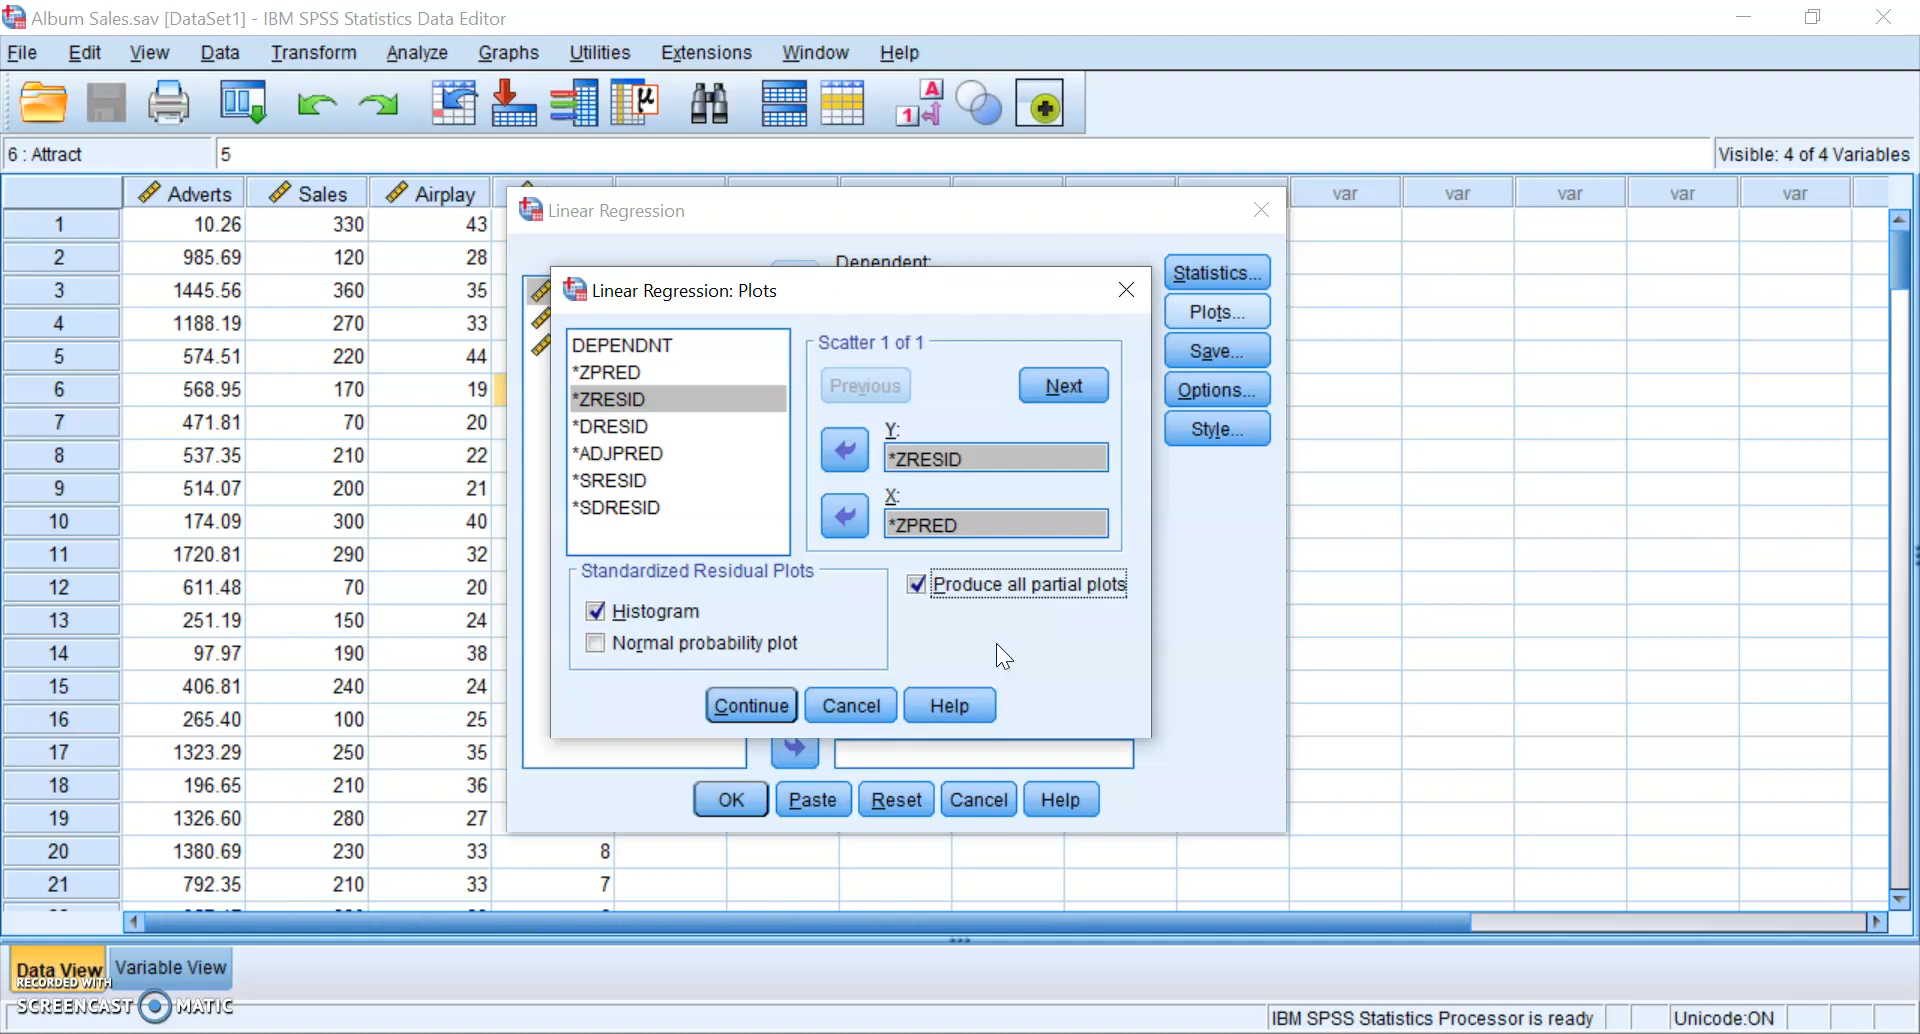 Album Sales.sav [DataSet1] - IBM SPSS Statistics Data Editor
File Edit View Data Transform Analyze Graphs Utilities Extensions Window Help
6 : Attract 5 Visible: 4 of 4 Variables
Adverts Sales Airplay var var var var var
1 10.26 330 43
2 985.69 120 28
3 1445.56 360 35
4 1188.19 270 33
5 574.51 220 44
6 568.95 170 19
7 471.81 70 20
8 537.35 210 22
9 514.07 200 21
10 174.09 300 40
11 1720.81 290 32
12 611.48 70 20
13 251.19 150 24
14 97.97 190 38
15 406.81 240 24
16 265.40 100 25
17 1323.29 250 35
18 196.65 210 36
19 1326.60 280 27
20 1380.69 230 33 8
21 792.35 210 33 7
Linear Regression
Dependent:
Statistics...
Plots...
Save...
Options...
Style...
Linear Regression: Plots
DEPENDNT
*ZPRED
*ZRESID
*DRESID
*ADJPRED
*SRESID
*SDRESID
Scatter 1 of 1
Previous Next
Y:
*ZRESID
X:
*ZPRED
Standardized Residual Plots
Histogram
Normal probability plot
Produce all partial plots
Continue Cancel Help
OK Paste Reset Cancel Help
Data View Variable View
RECORDED WITH
SCREENCAST MATIC
IBM SPSS Statistics Processor is ready Unicode:ON